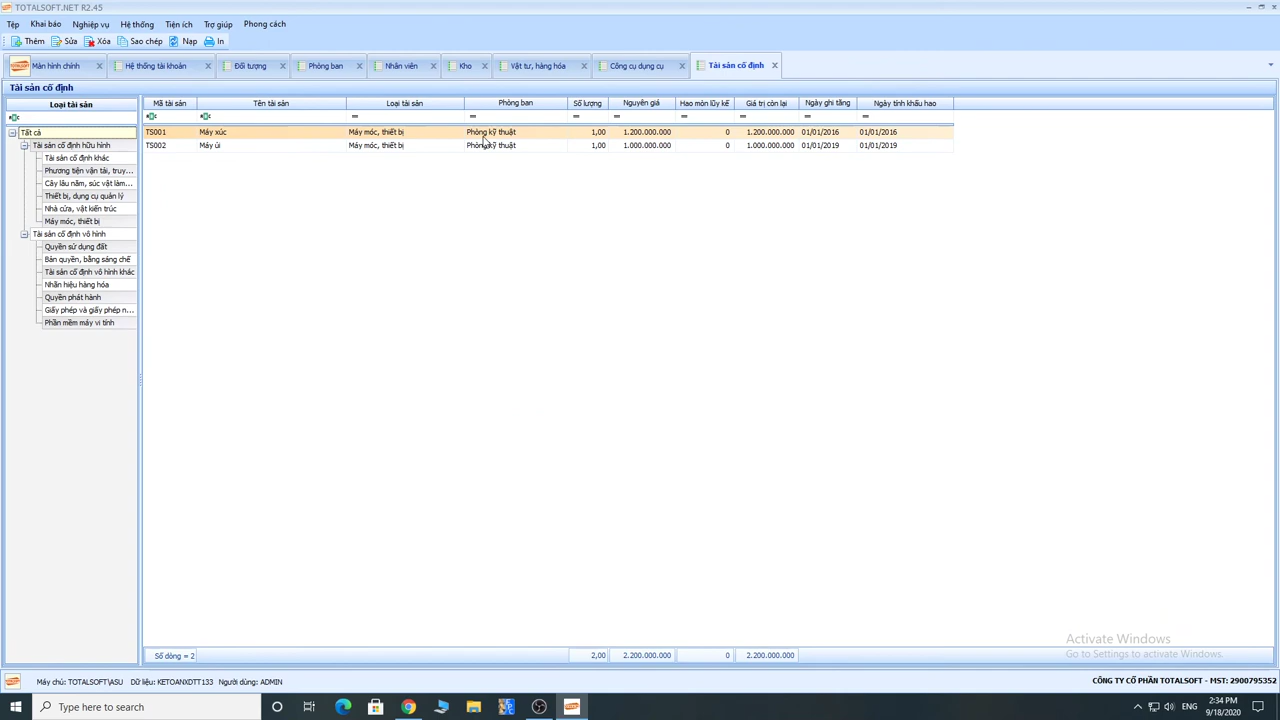 TOTALSOFT.NET R2.45
Tệp Khai báo Nghiệp vụ Hệ thống Tiện ích Trợ giúp Phong cách
Thêm Sửa Xóa Sao chép Nạp In
Màn hình chính Hệ thống tài khoản Đối tượng Phòng ban Nhân viên Kho Vật tư, hàng hóa Công cụ dụng cụ Tài sản cố định
Tài sản cố định
Loại tài sản
Mã tài sản Tên tài sản Loại tài sản Phòng ban Số lượng Nguyên giá Hao mòn lũy kế Giá trị còn lại Ngày ghi tăng Ngày tính khấu hao
= = = = = = = =
Tất cả
TS001 Máy xúc Máy móc, thiết bị Phòng kỹ thuật 1,00 1.200.000.000 0 1.200.000.000 01/01/2016 01/01/2016
TS002 Máy ủi Máy móc, thiết bị Phòng kỹ thuật 1,00 1.000.000.000 0 1.000.000.000 01/01/2019 01/01/2019
Tài sản cố định hữu hình
Tài sản cố định khác
Phương tiện vận tải, truy...
Cây lâu năm, súc vật làm...
Thiết bị, dụng cụ quản lý
Nhà cửa, vật kiến trúc
Máy móc, thiết bị
Tài sản cố định vô hình
Quyền sử dụng đất
Bản quyền, bằng sáng chế
Tài sản cố định vô hình khác
Nhãn hiệu hàng hóa
Quyền phát hành
Giấy phép và giấy phép n...
Phần mềm máy vi tính
Activate Windows
Go to Settings to activate Windows.
Số dòng = 2 2,00 2.200.000.000 0 2.200.000.000
Máy chủ: TOTALSOFT\ASU Dữ liệu: KETOANXDTT133 Người dùng: ADMIN
CÔNG TY CỔ PHẦN TOTALSOFT - MST: 2900795352
Type here to search
ENG
2:34 PM
9/18/2020